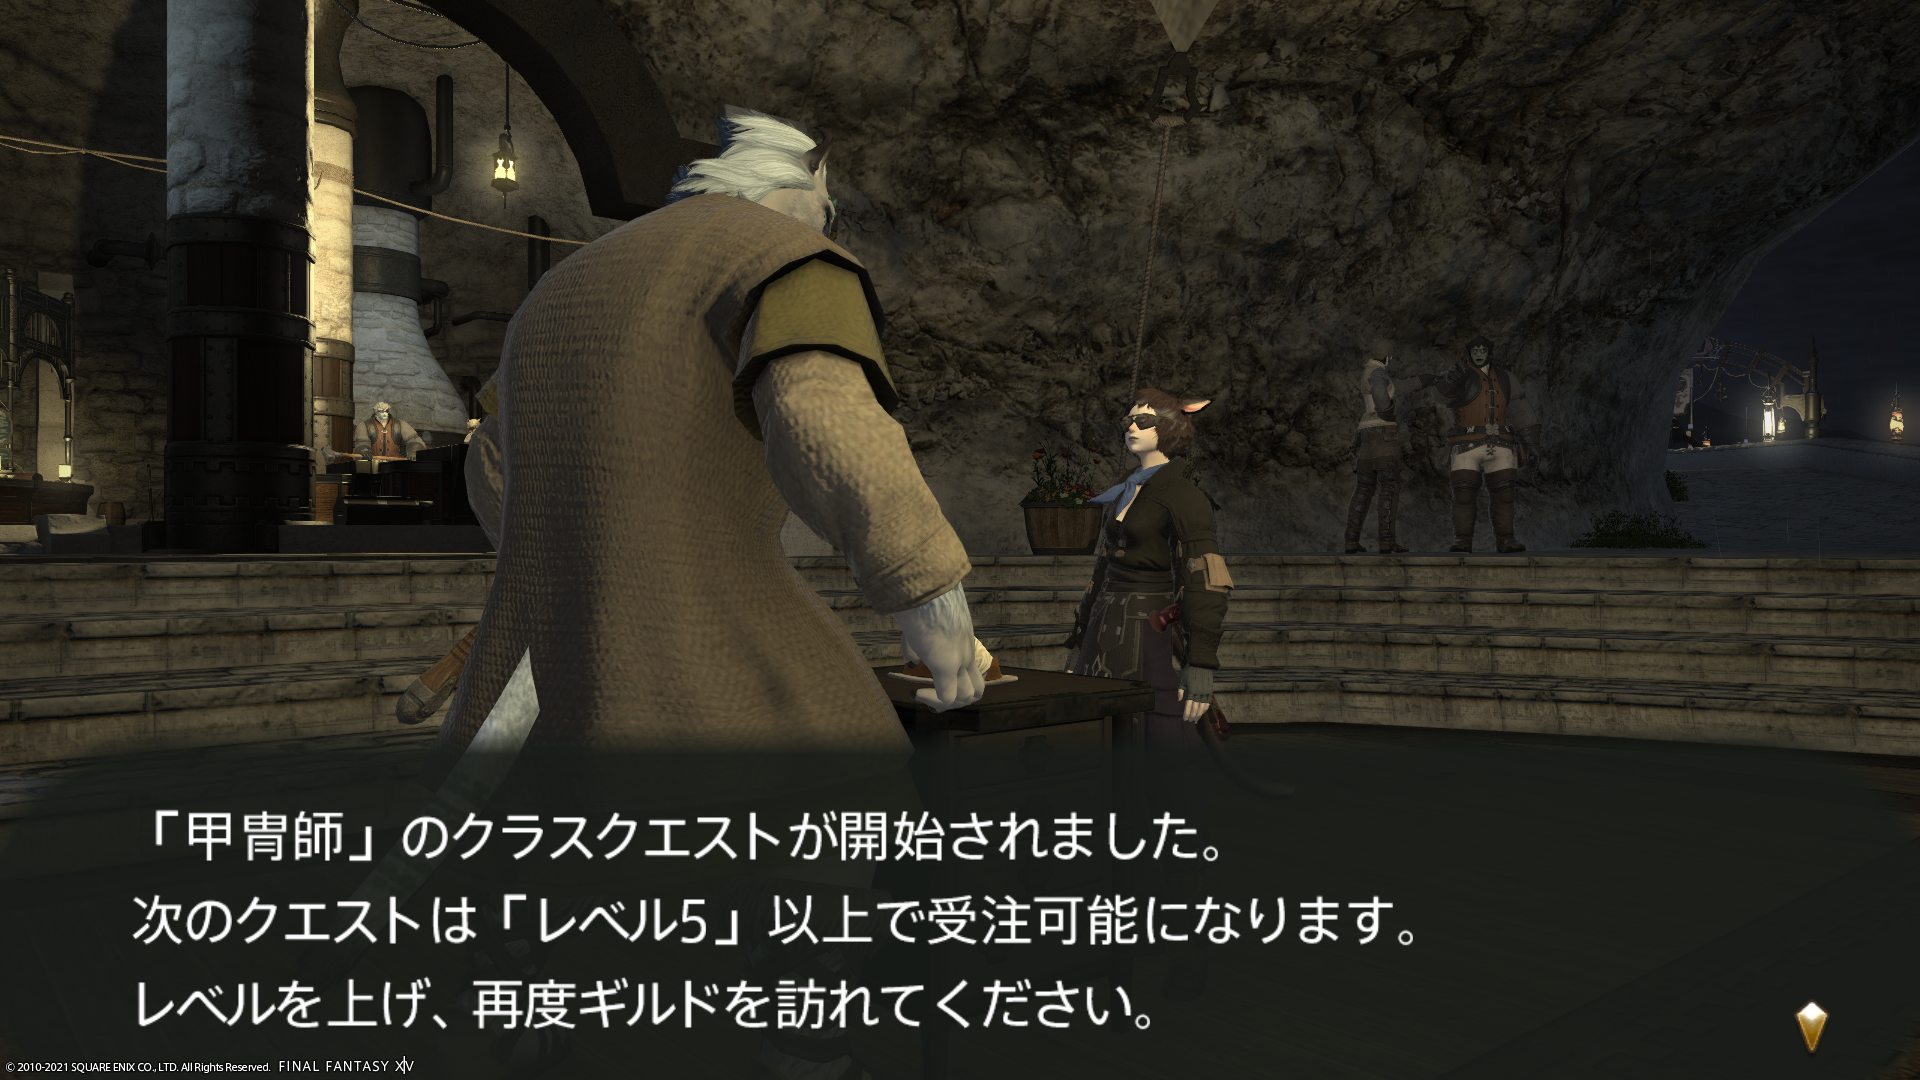 「甲冑師」のクラスクエストが開始されました。
次のクエストは「レベル5」以上で受注可能になります。
レベルを上げ、再度ギルドを訪れてください。
© 2010-2021 SQUARE ENIX CO., LTD. All Rights Reserved. FINAL FANTASY XIV